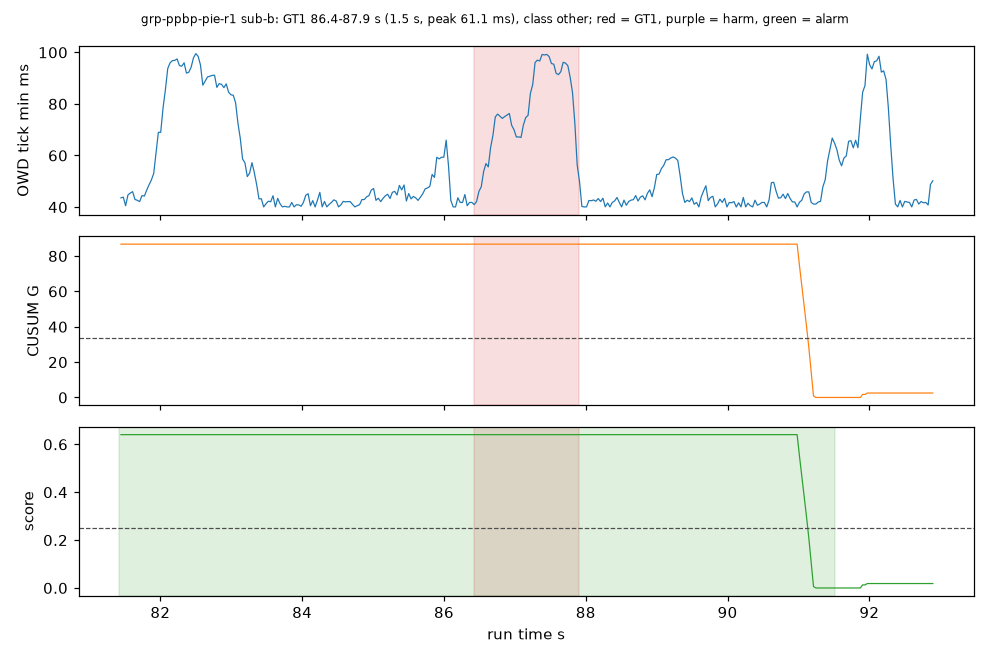 grp-ppbp-pie-r1 sub-b: GT1 86.4-87.9 s (1.5 s, peak 61.1 ms), class other; red = GT1, purple = harm, green = alarm
OWD tick min ms
100
80
60
40
CUSUM G
80
60
40
20
0
score
0.6
0.4
0.2
0.0
82 84 86 88 90 92
run time s